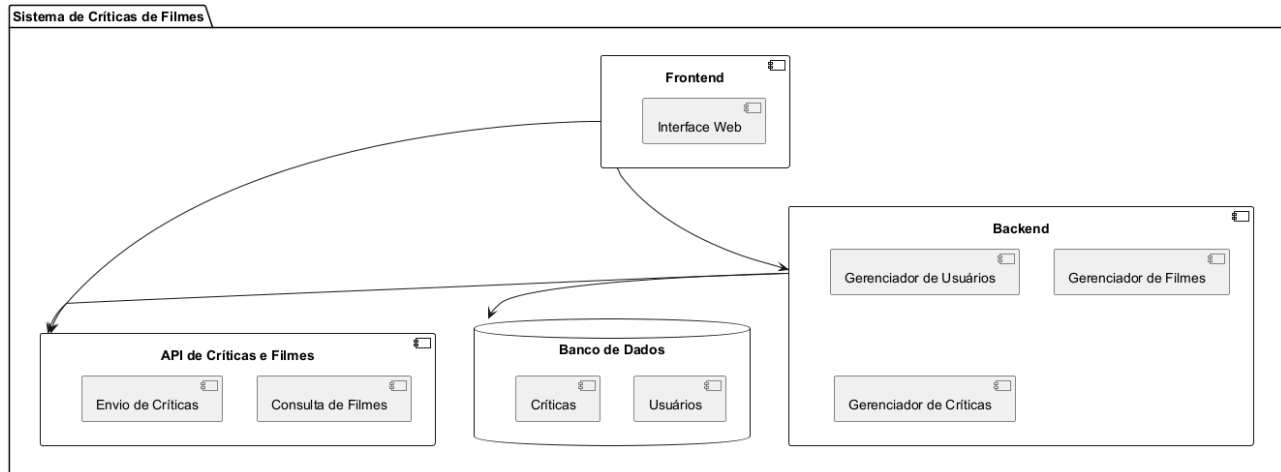 Sistema de Críticas de Filmes
Frontend
Interface Web
Backend
Gerenciador de Usuários
Gerenciador de Filmes
Gerenciador de Críticas
API de Críticas e Filmes
Envio de Críticas
Consulta de Filmes
Banco de Dados
Críticas
Usuários